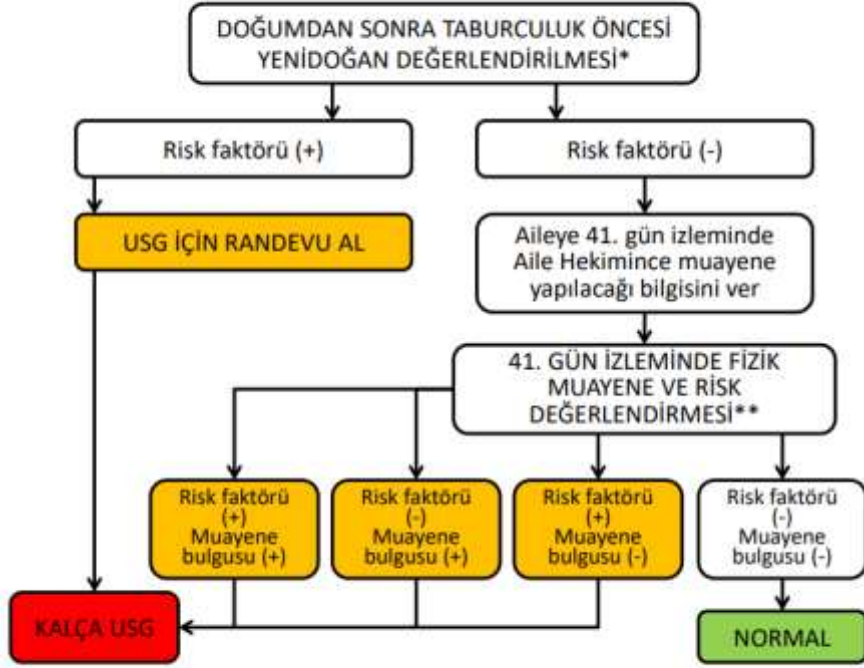 DOĞUMDAN SONRA TABURCULUK ÖNCESİ
YENİDOĞAN DEĞERLENDİRİLMESİ*
Risk faktörü (+)
Risk faktörü (-)
USG İÇİN RANDEVU AL
Aileye 41. gün izleminde
Aile Hekimince muayene
yapılacağı bilgisini ver
41. GÜN İZLEMİNDE FİZİK
MUAYENE VE RİSK
DEĞERLENDİRMESİ**
Risk faktörü
(+)
Muayene
bulgusu (+)
Risk faktörü
(-)
Muayene
bulgusu (+)
Risk faktörü
(+)
Muayene
bulgusu (-)
Risk faktörü
(-)
Muayene
bulgusu (-)
KALÇA USG
NORMAL